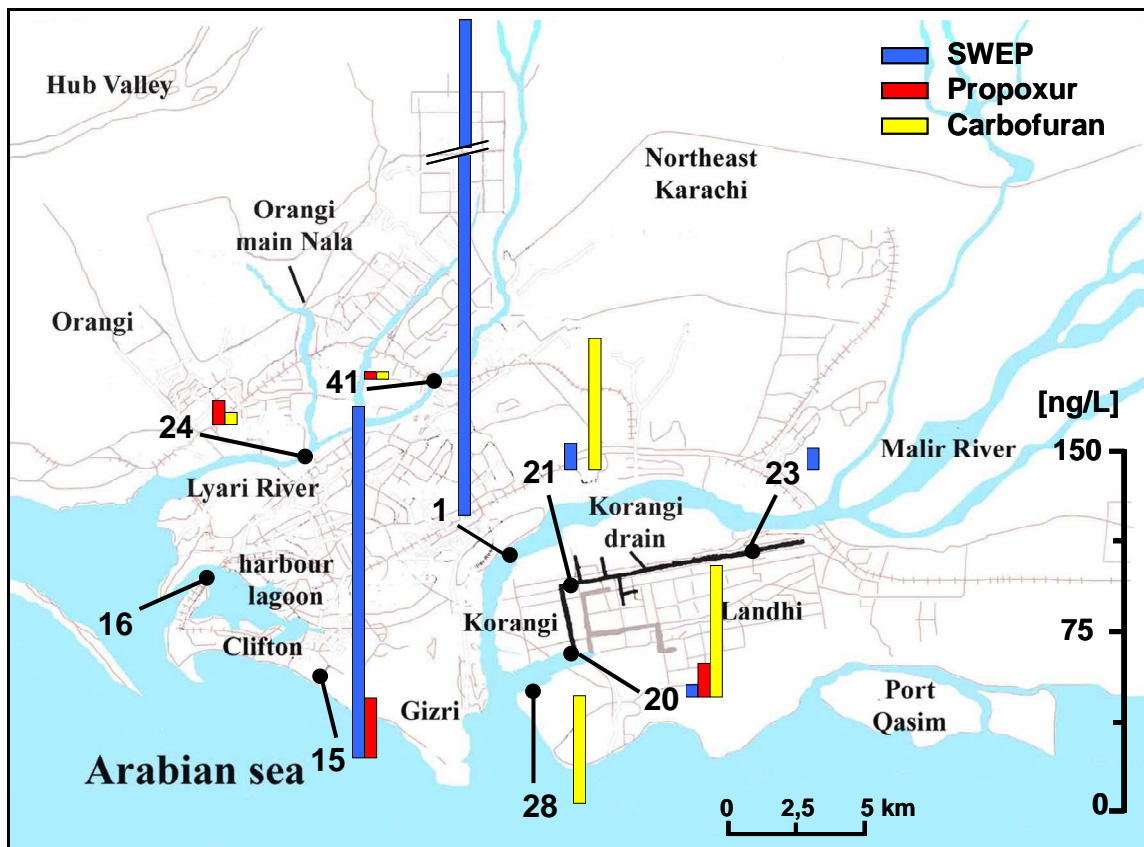 SWEP
Propoxur
Carbofuran
Hub Valley
Northeast
Karachi
Orangi
main Nala
Orangi
41
24
[ng/L]
150
Malir River
21
23
Lyari River
1
Korangi
drain
harbour
lagoon
16
Korangi
Landhi
75
Clifton
20
Gizri
Port
Qasim
15
Arabian sea
28
0
0
2,5
5 km